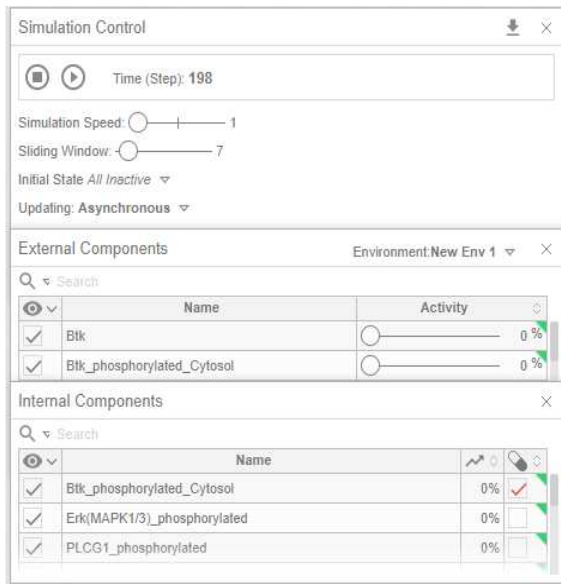 Simulation Control
Time (Step): 198
Simulation Speed: 1
Sliding Window: 7
Initial State All Inactive
Updating: Asynchronous
External Components Environment:New Env 1
Search
Name Activity
Btk 0 %
Btk_phosphorylated_Cytosol 0 %
Internal Components
Search
Name
Btk_phosphorylated_Cytosol 0%
Erk(MAPK1/3)_phosphorylated 0%
PLCG1_phosphorylated 0%